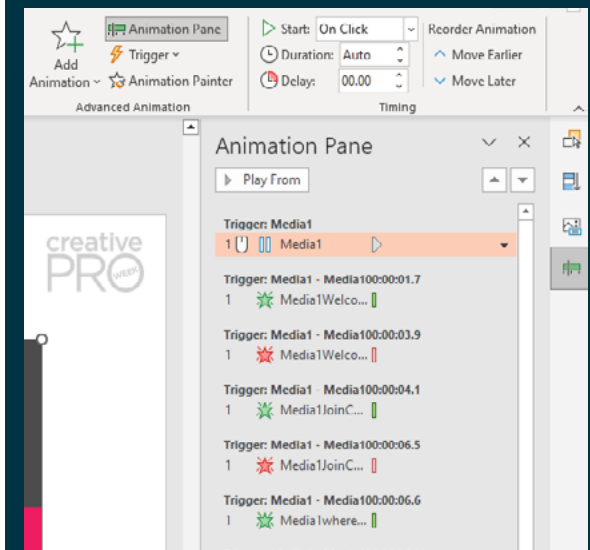 Add Animation
Animation Pane
Trigger
Animation Painter
Advanced Animation
Start: On Click
Duration: Auto
Delay: 00.00
Reorder Animation
Move Earlier
Move Later
Timing
creative
PRO
WEEK
Animation Pane
Play From
Trigger: Media1
1 Media1
Trigger: Media1 - Media100:00:01.7
1 Media1Welco...
Trigger: Media1 - Media100:00:03.9
1 Media1Welco...
Trigger: Media1 - Media100:00:04.1
1 Media1JoinC...
Trigger: Media1 - Media100:00:06.5
1 Media1JoinC...
Trigger: Media1 - Media100:00:06.6
1 Media1where...